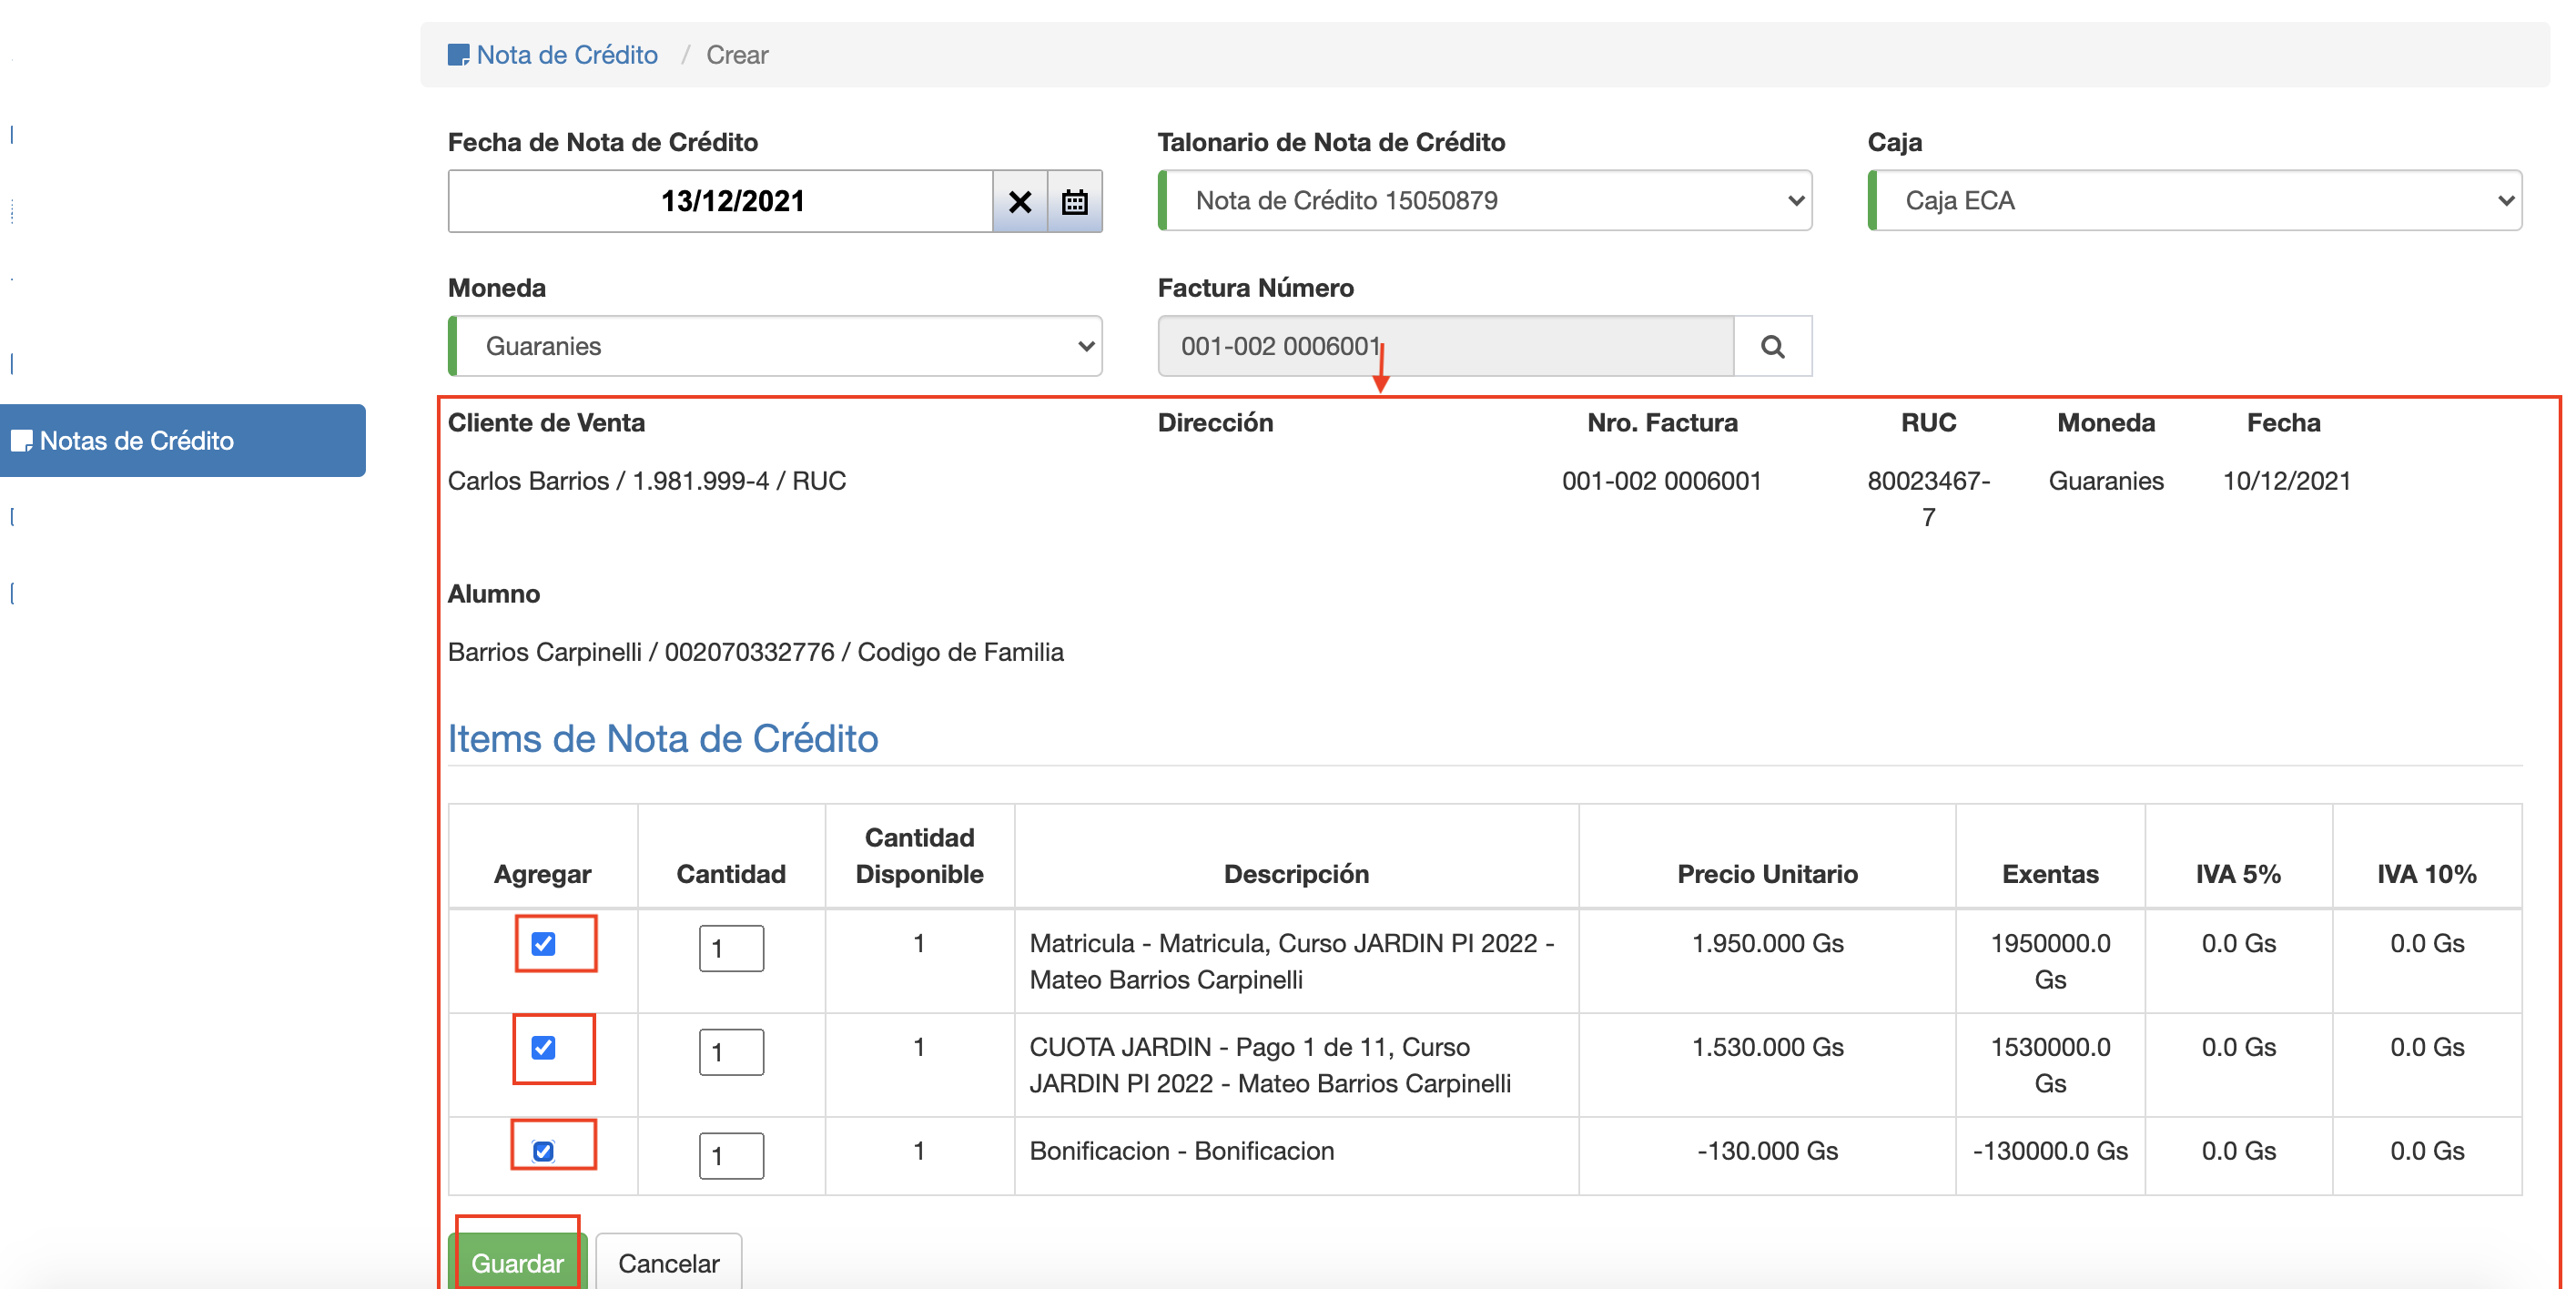 Nota de Crédito / Crear
Fecha de Nota de Crédito
Talonario de Nota de Crédito
Caja
13/12/2021
Nota de Crédito 15050879
Caja ECA
Moneda
Factura Número
Guaranies
001-002 0006001
Notas de Crédito
Cliente de Venta
Dirección
Nro. Factura
RUC
Moneda
Fecha
Carlos Barrios / 1.981.999-4 / RUC
001-002 0006001
80023467-
7
Guaranies
10/12/2021
Alumno
Barrios Carpinelli / 002070332776 / Codigo de Familia
Items de Nota de Crédito
Agregar
Cantidad
Cantidad
Disponible
Descripción
Precio Unitario
Exentas
IVA 5%
IVA 10%
1
1
Matricula - Matricula, Curso JARDIN PI 2022 -
Mateo Barrios Carpinelli
1.950.000 Gs
1950000.0
Gs
0.0 Gs
0.0 Gs
1
1
CUOTA JARDIN - Pago 1 de 11, Curso
JARDIN PI 2022 - Mateo Barrios Carpinelli
1.530.000 Gs
1530000.0
Gs
0.0 Gs
0.0 Gs
1
1
Bonificacion - Bonificacion
-130.000 Gs
-130000.0 Gs
0.0 Gs
0.0 Gs
Guardar
Cancelar